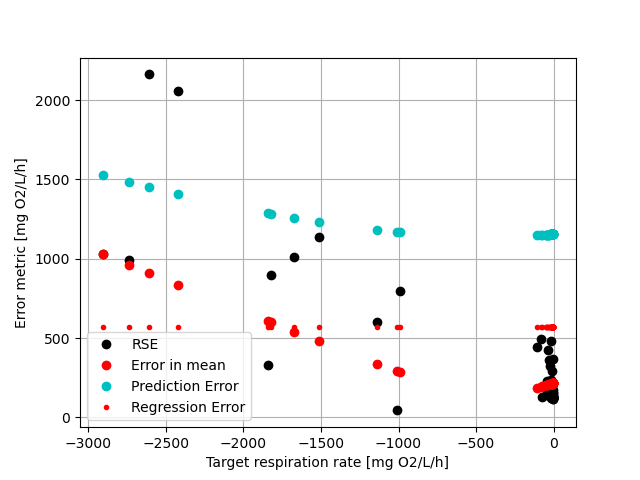 2000
1500
1000
500
0
Error metric [mg O2/L/h]
RSE
Error in mean
Prediction Error
Regression Error
−3000 −2500 −2000 −1500 −1000 −500 0
Target respiration rate [mg O2/L/h]